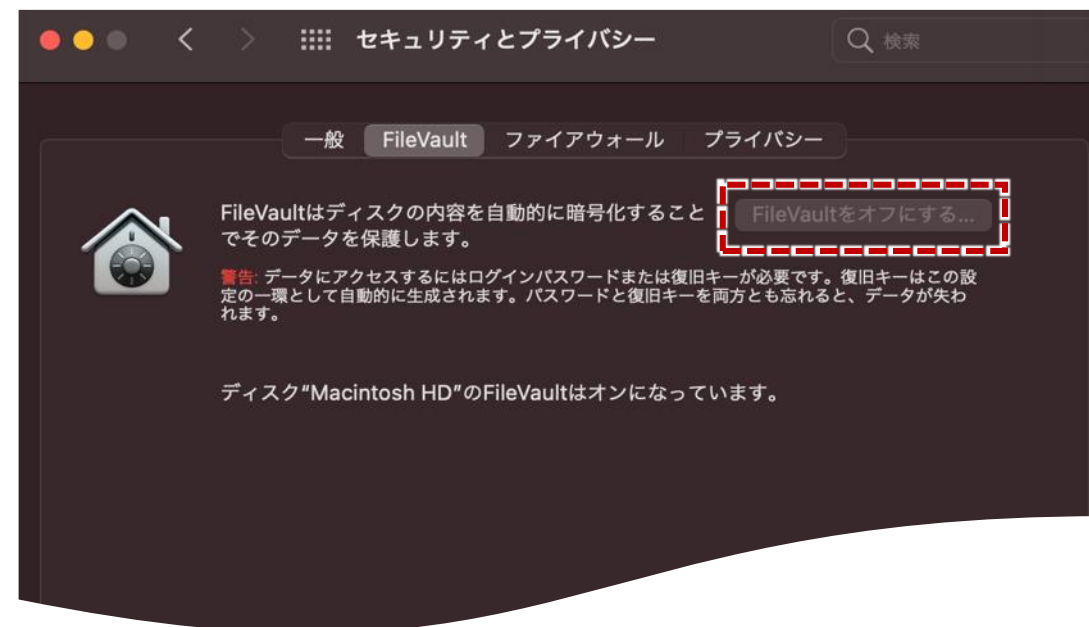 セキュリティとプライバシー
検索
一般 FileVault ファイアウォール プライバシー
FileVaultはディスクの内容を自動的に暗号化すること
でそのデータを保護します。
FileVaultをオフにする...
警告: データにアクセスするにはログインパスワードまたは復旧キーが必要です。復旧キーはこの設
定の一環として自動的に生成されます。パスワードと復旧キーを両方とも忘れると、データが失わ
れます。
ディスク“Macintosh HD”のFileVaultはオンになっています。